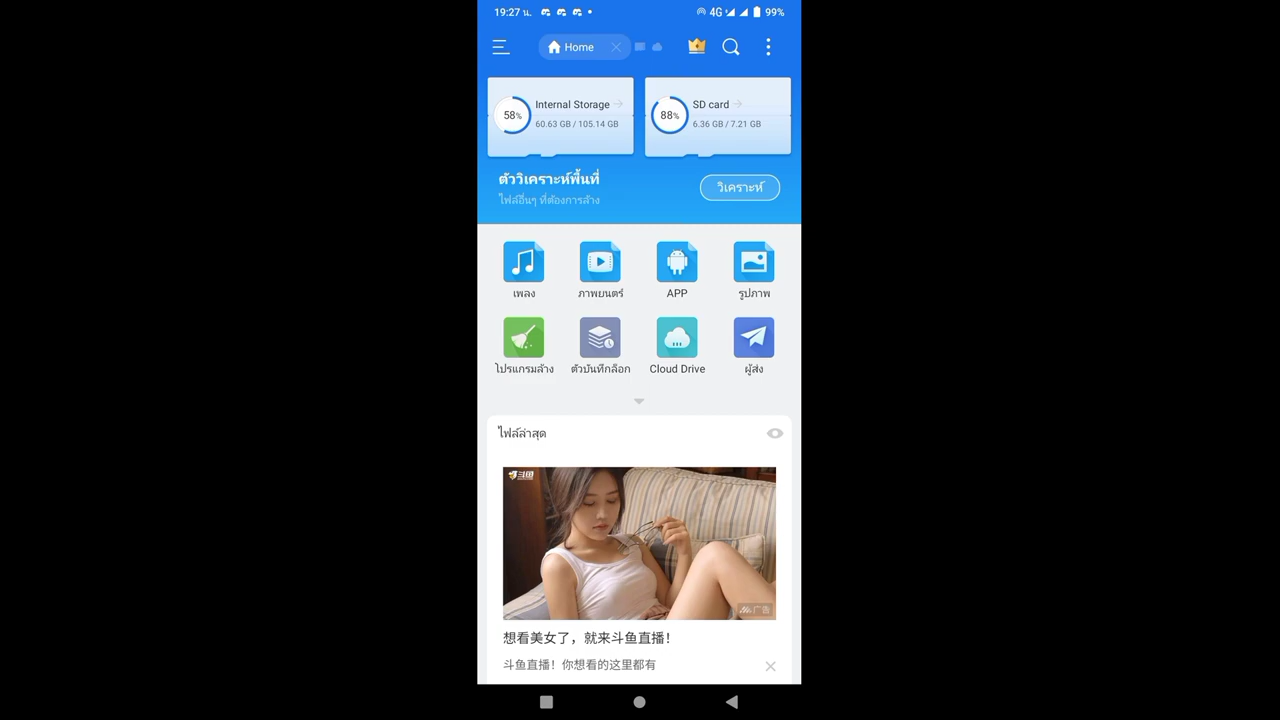 19:27 น.
4G
99%
Home
58%
Internal Storage
60.63 GB / 105.14 GB
88%
SD card
6.36 GB / 7.21 GB
ตัววิเคราะห์พื้นที่
ไฟล์อื่นๆ ที่ต้องการล้าง
วิเคราะห์
เพลง
ภาพยนตร์
APP
รูปภาพ
โปรแกรมล้าง
ตัวบันทึกล็อก
Cloud Drive
ผู้ส่ง
ไฟล์ล่าสุด
斗鱼
广告
想看美女了，就来斗鱼直播！
斗鱼直播！你想看的这里都有